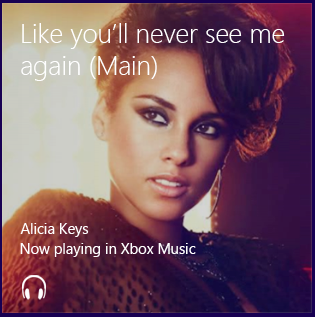 Like you'll never see me
again (Main)
Alicia Keys
Now playing in Xbox Music